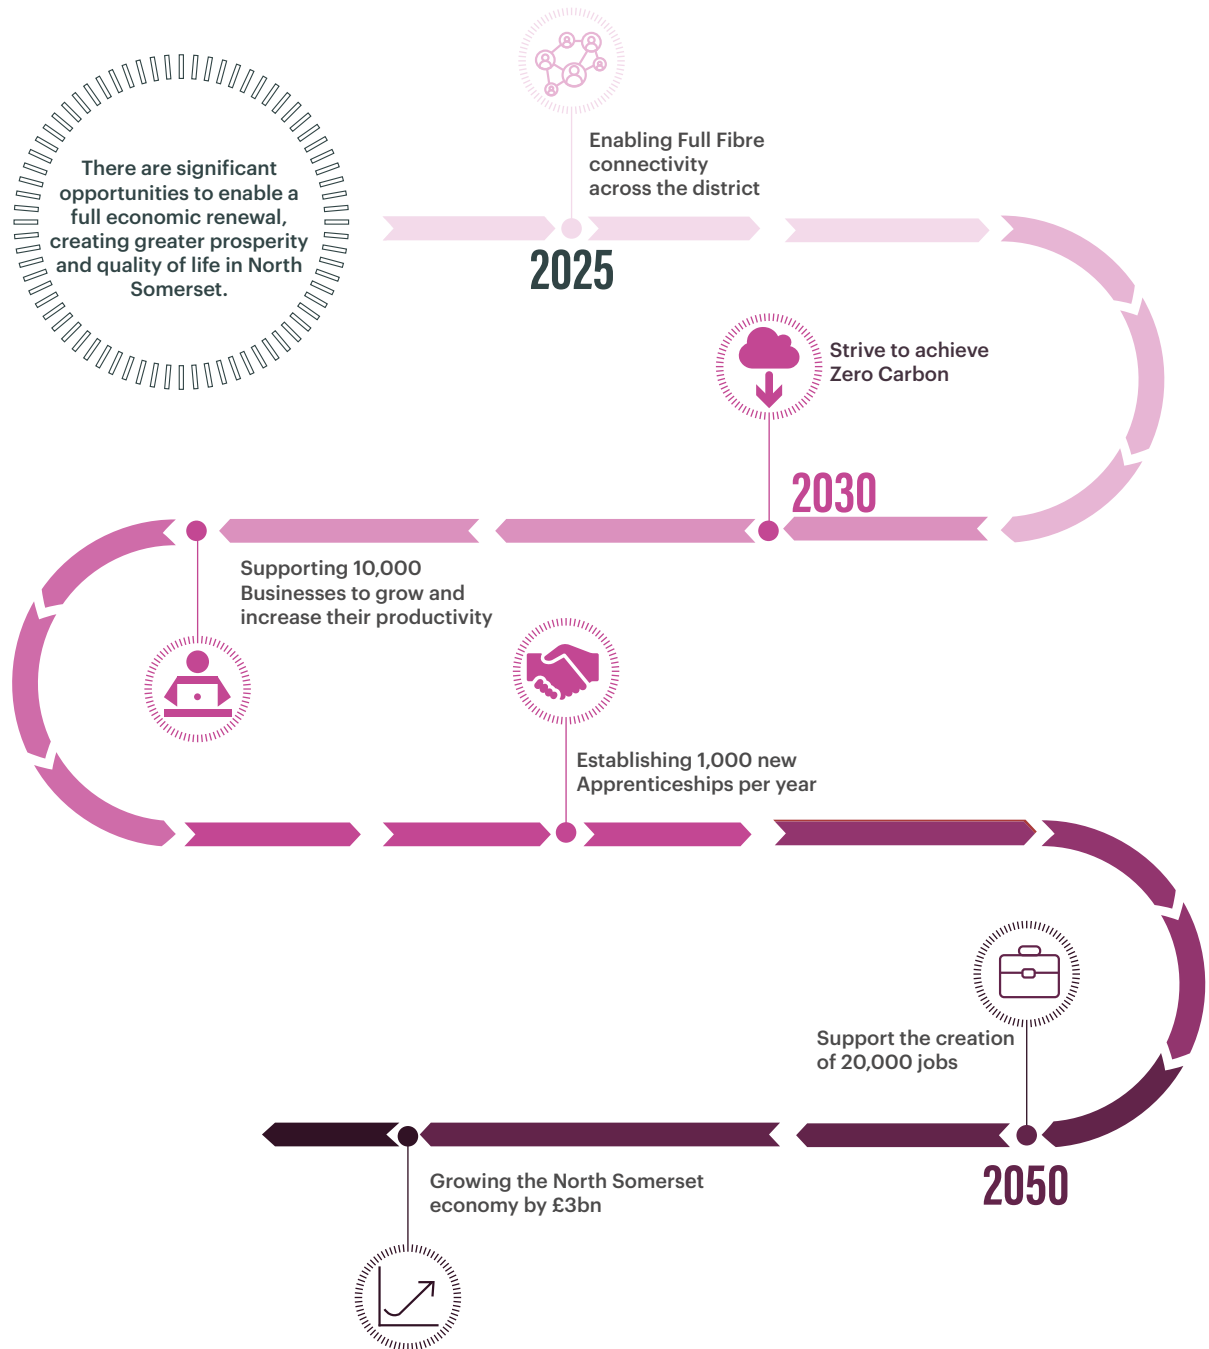 There are significant
opportunities to enable a
full economic renewal,
creating greater prosperity
and quality of life in North
Somerset.
Enabling Full Fibre
connectivity
across the district
2025
Strive to achieve
Zero Carbon
2030
Supporting 10,000
Businesses to grow and
increase their productivity
Establishing 1,000 new
Apprenticeships per year
Support the creation
of 20,000 jobs
2050
Growing the North Somerset
economy by £3bn